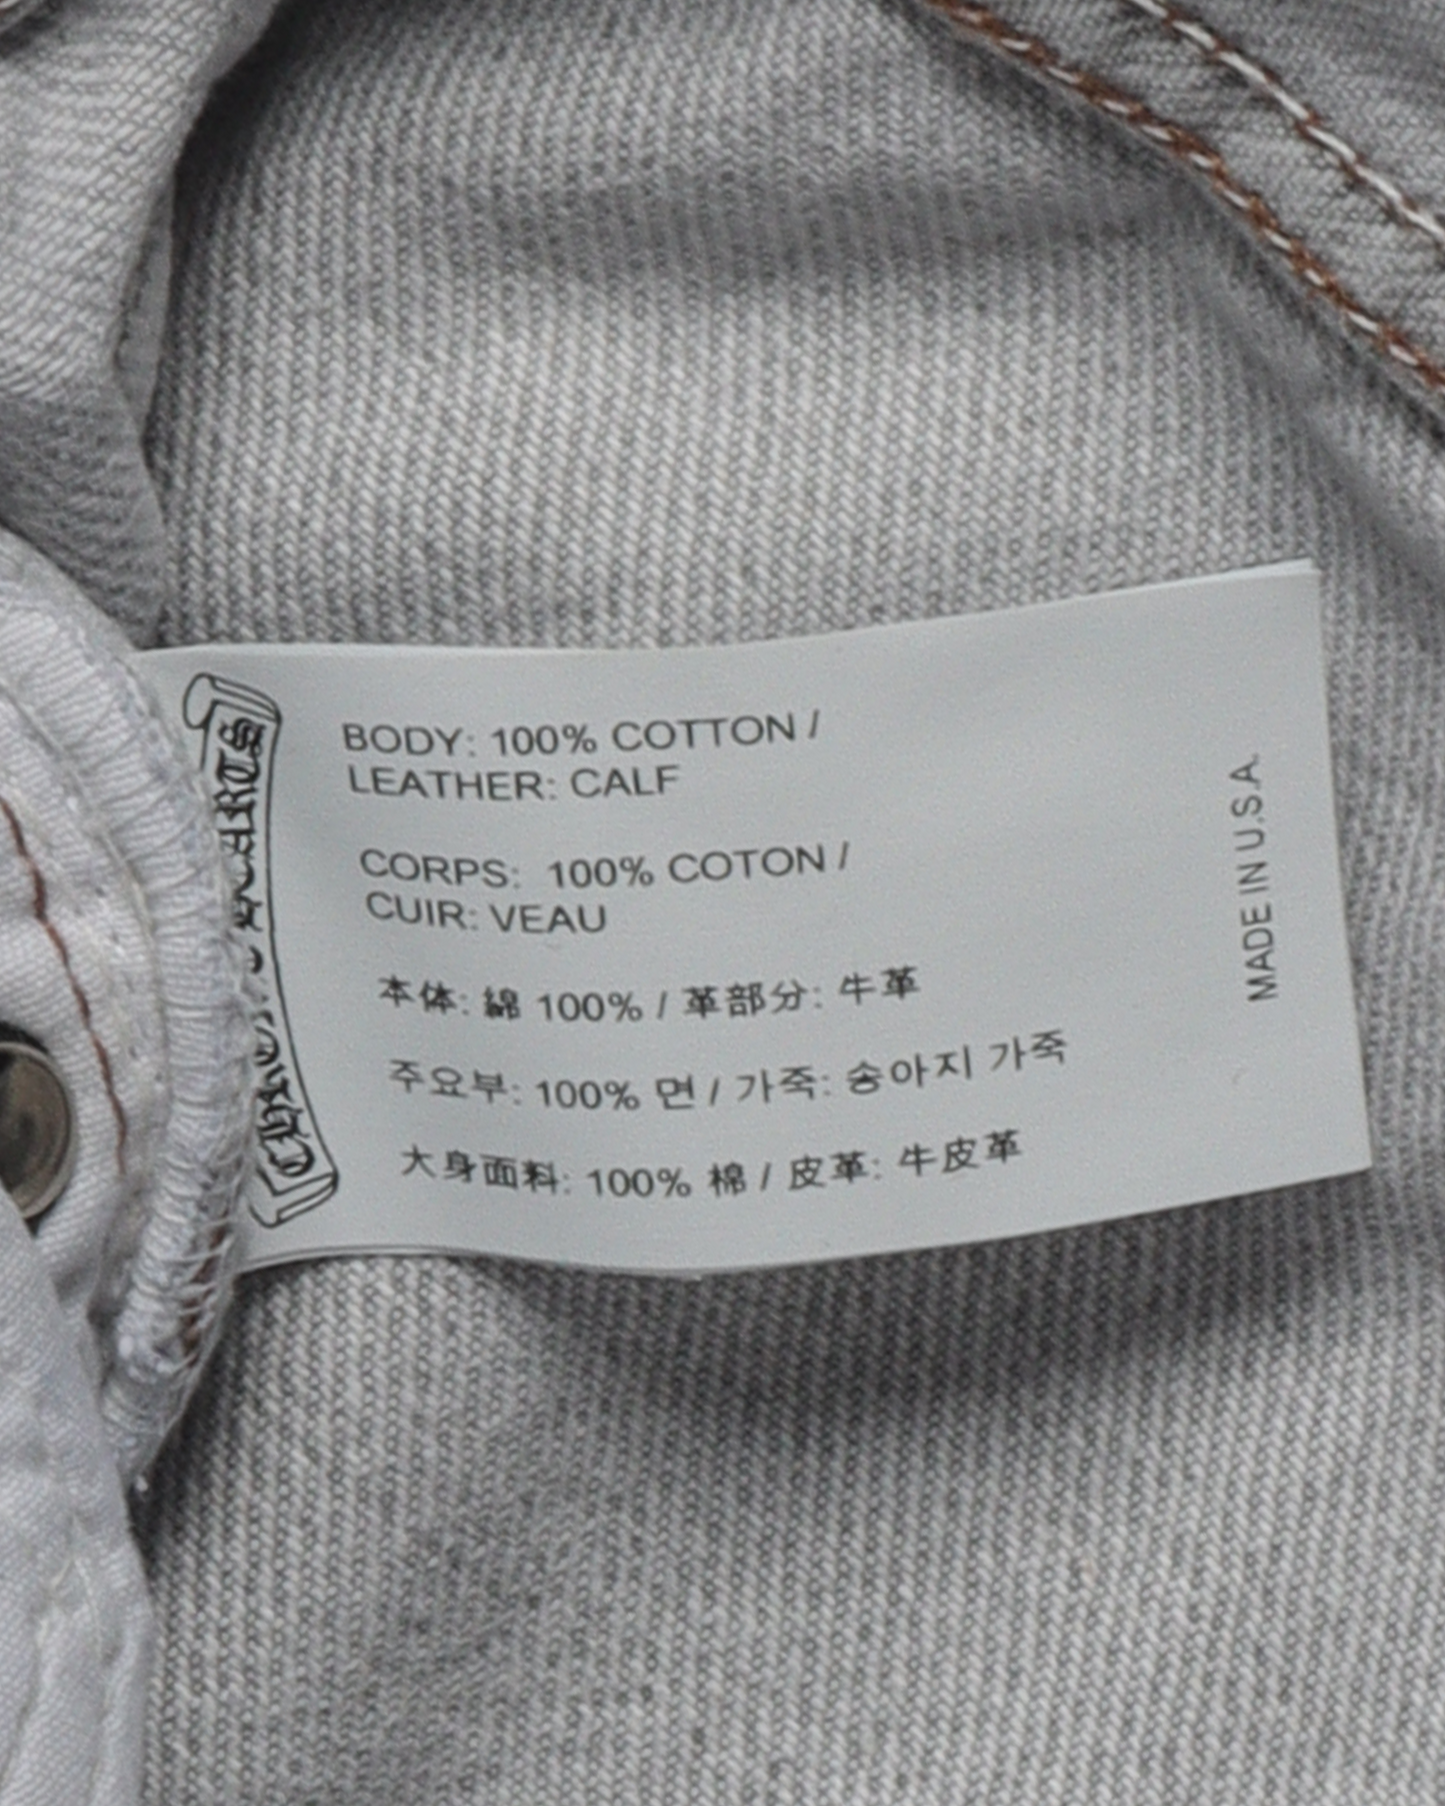 CHROME HEARTS
BODY: 100% COTTON /
LEATHER: CALF
CORPS: 100% COTON /
CUIR: VEAU
本体: 綿 100% / 革部分: 牛革
주요부: 100% 면 / 가죽: 송아지 가죽
大身面料: 100% 棉 / 皮革: 牛皮革
MADE IN U.S.A.